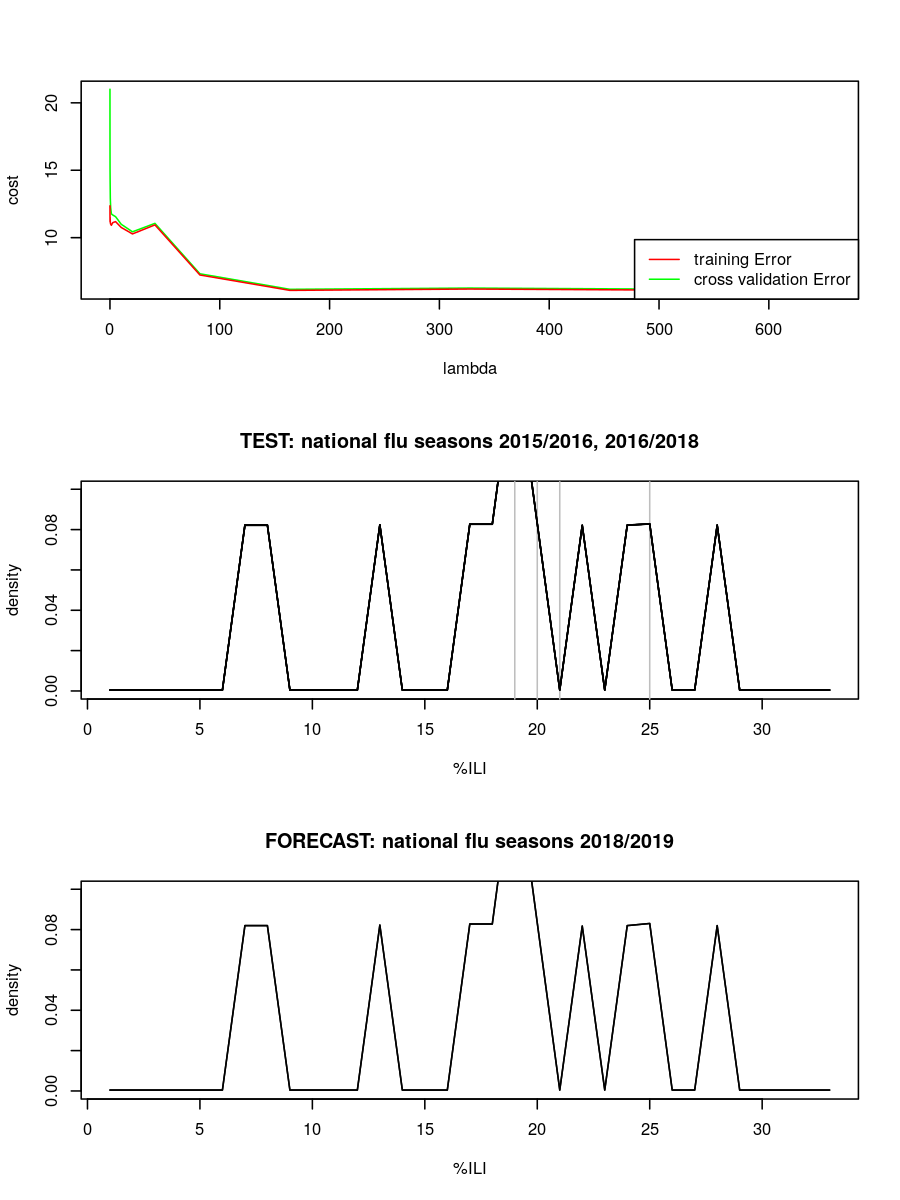 cost
20
15
10
training Error
cross validation Error
0 100 200 300 400 500 600
lambda
TEST: national flu seasons 2015/2016, 2016/2018
density
0.08
0.04
0.00
0 5 10 15 20 25 30
%ILI
FORECAST: national flu seasons 2018/2019
density
0.08
0.04
0.00
0 5 10 15 20 25 30
%ILI